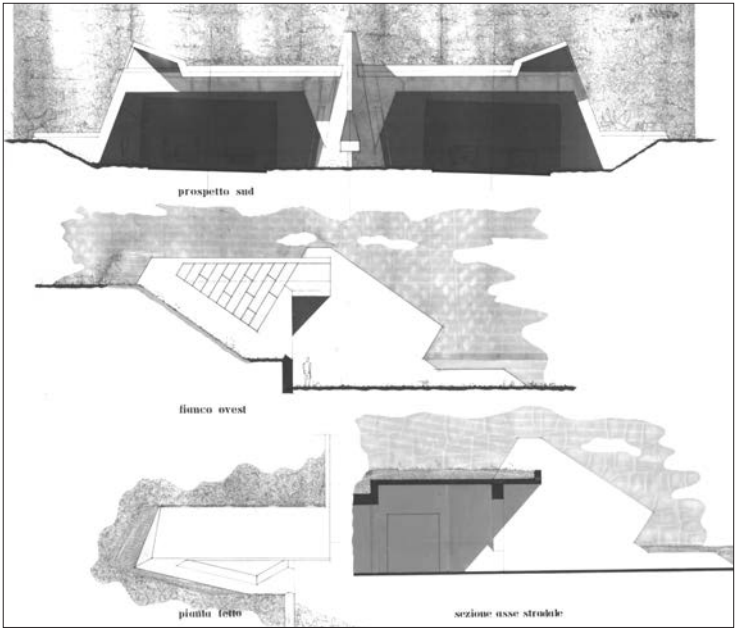 prospetto sud
fianco ovest
pianta tetto
sezione asse stradale